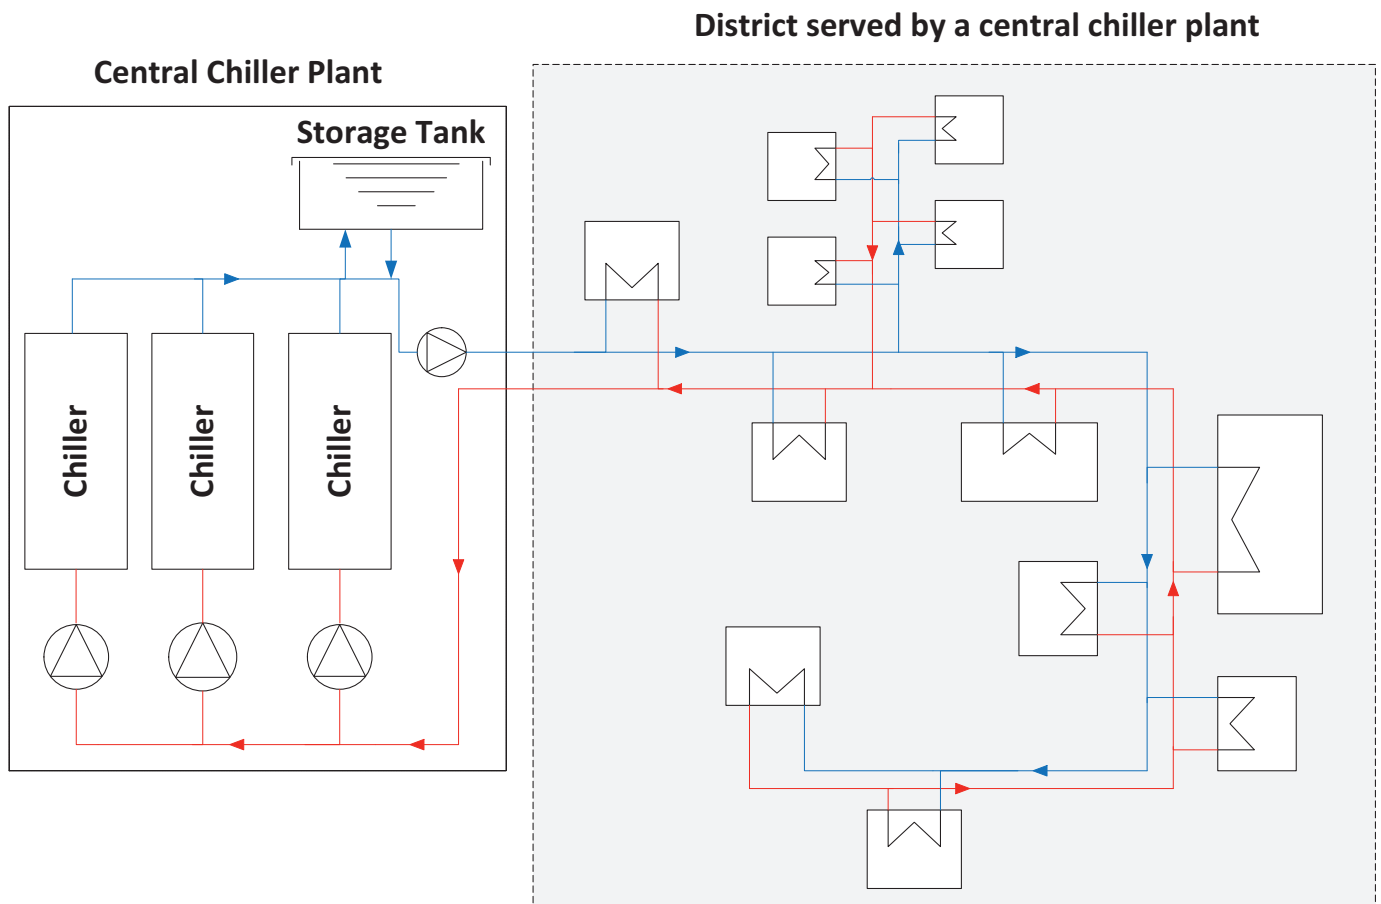 District served by a central chiller plant
Central Chiller Plant
Storage Tank
Chiller
Chiller
Chiller